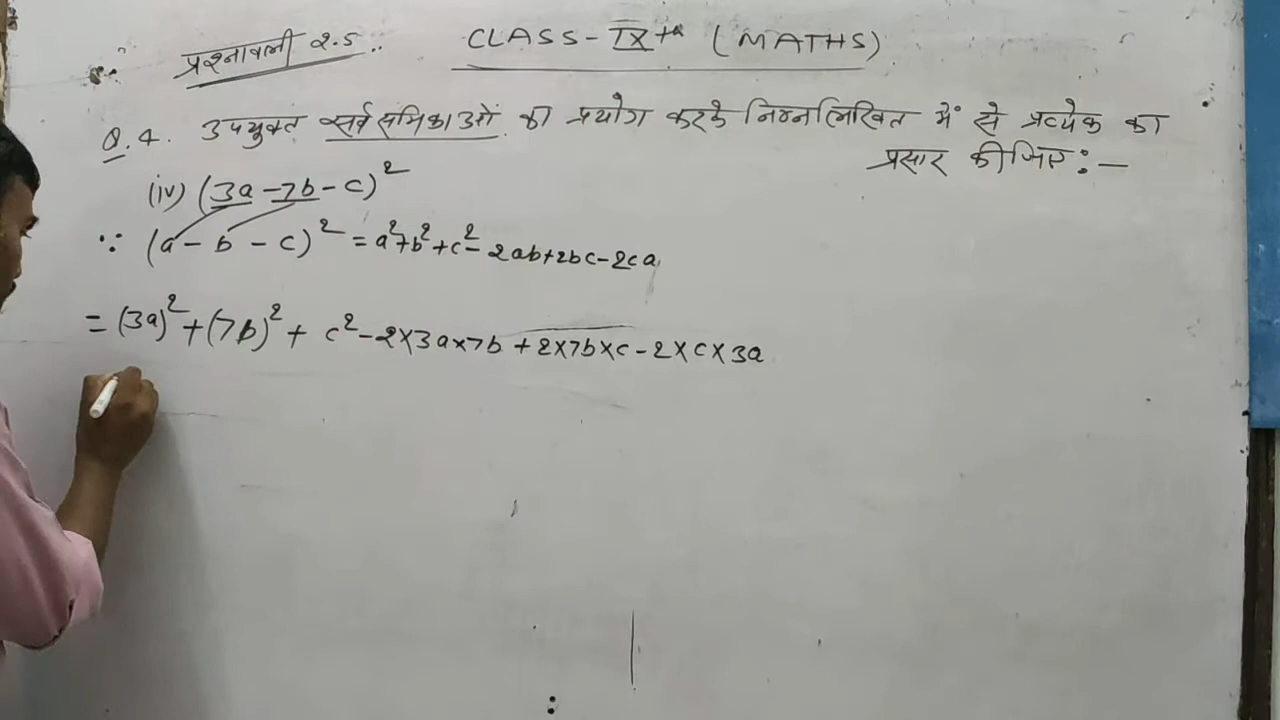 प्रश्नावली 2.5..
CLASS-IXth (MATHS)
Q.4. उपयुक्त सर्वसमिकाओं का प्रयोग करके निम्नलिखित में से प्रत्येक का
प्रसार कीजिए:-
(iv) (3a-7b-c)²
∵ (a-b-c)² = a²+b²+c²-2ab+2bc-2ca
= (3a)²+(7b)²+ c²-2×3a×7b+2×7b×c-2×c×3a